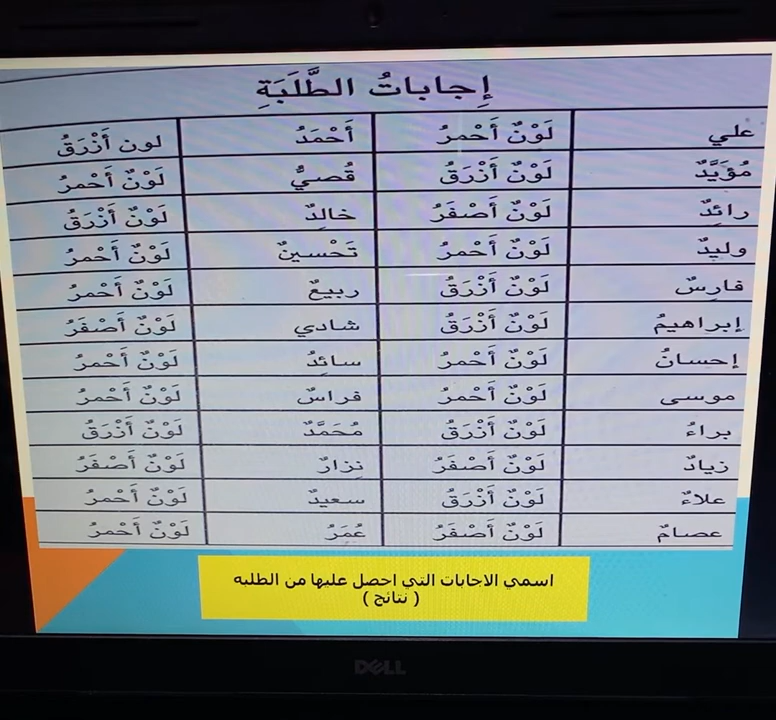 إِجاباتُ الطَّلَبَةِ
علي لَوْنٌ أَحْمرُ أَحْمَدُ لون أَزْرَقُ
مُؤَيَّدٌ لَوْنٌ أَزْرَقُ قُصيٌّ لَوْنٌ أَحْمرُ
رائِدٌ لَوْنٌ أَصْفَرُ خالِدٌ لَوْنٌ أَزْرَقُ
وليدٌ لَوْنٌ أَحْمرُ تَحْسينٌ لَوْنٌ أَحْمرُ
فارِسٌ لَوْنٌ أَزْرَقُ ربيعٌ لَوْنٌ أَحْمرُ
إبراهيمُ لَوْنٌ أَزْرَقُ شادي لَوْنٌ أَصْفَرُ
إحسانُ لَوْنٌ أَحْمرُ سائِدُ لَوْنٌ أَحْمرُ
موسى لَوْنٌ أَحْمرُ فراسٌ لَوْنٌ أَحْمرُ
براءُ لَوْنٌ أَزْرَقُ مُحَمَّدٌ لَوْنٌ أَزْرَقُ
زيادٌ لَوْنٌ أَصْفَرُ نِزارٌ لَوْنٌ أَصْفَرُ
علاءٌ لَوْنٌ أَزْرَقُ سعيدٌ لَوْنٌ أَحْمرُ
عصامٌ لَوْنٌ أَصْفَرُ عُمَرُ لَوْنٌ أَحْمرُ
اسمي الاجابات التي احصل عليها من الطلبه
( نتائج )
DELL